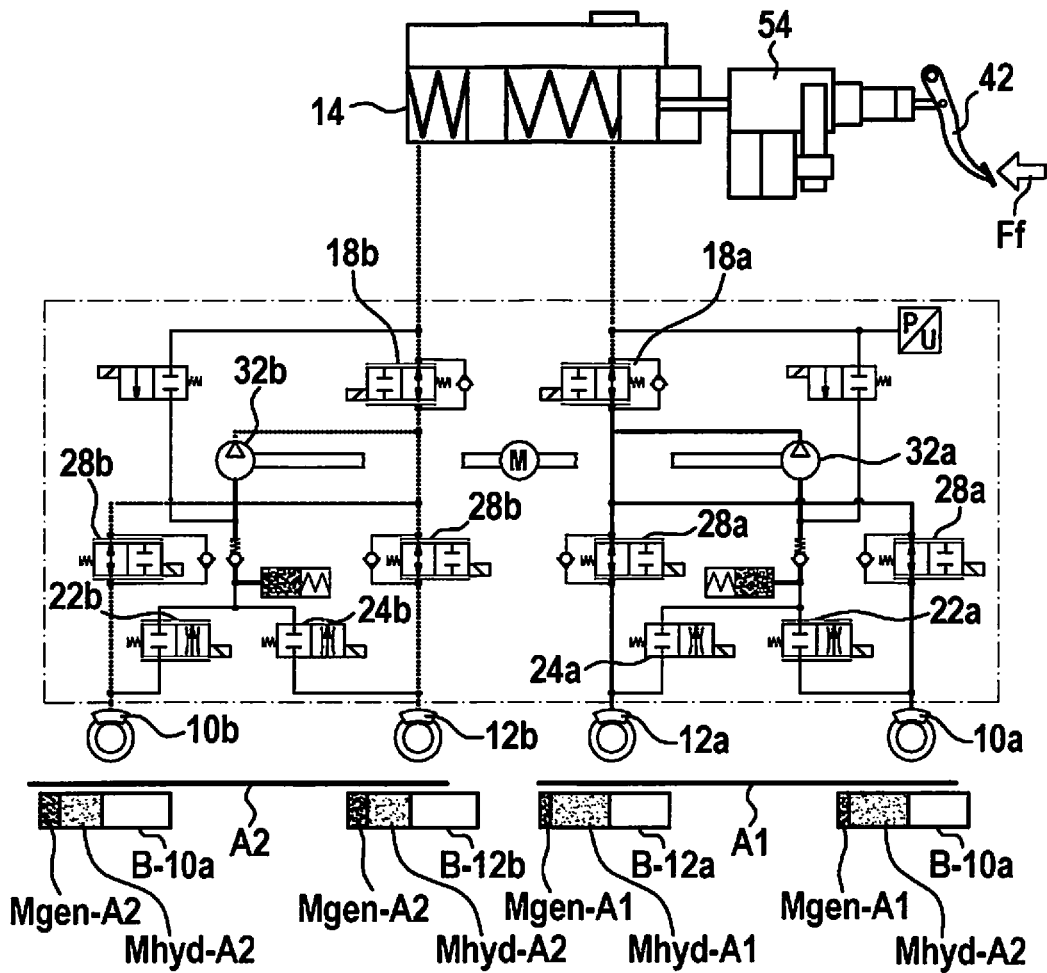 54
42
14
Ff
18b
18a
P/U
32b
M
32a
28b
28b
28a
28a
22b
24b
24a
22a
10b
12b
12a
10a
A2
A1
B-10a
B-12b
B-12a
B-10a
Mgen-A2
Mgen-A2
Mgen-A1
Mgen-A1
Mhyd-A2
Mhyd-A2
Mhyd-A1
Mhyd-A2